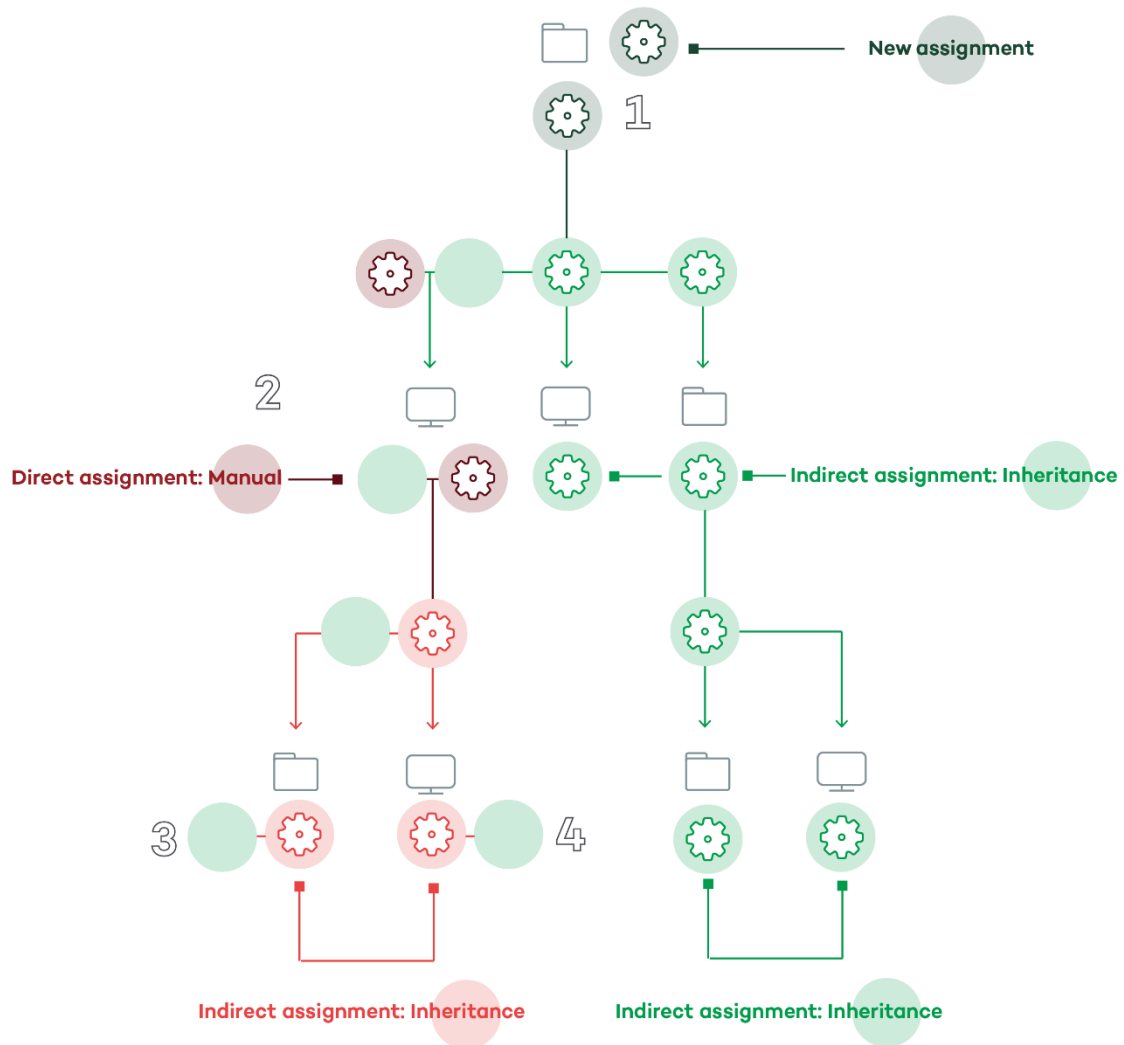 New assignment
1
2
Direct assignment: Manual
Indirect assignment: Inheritance
3
4
Indirect assignment: Inheritance
Indirect assignment: Inheritance